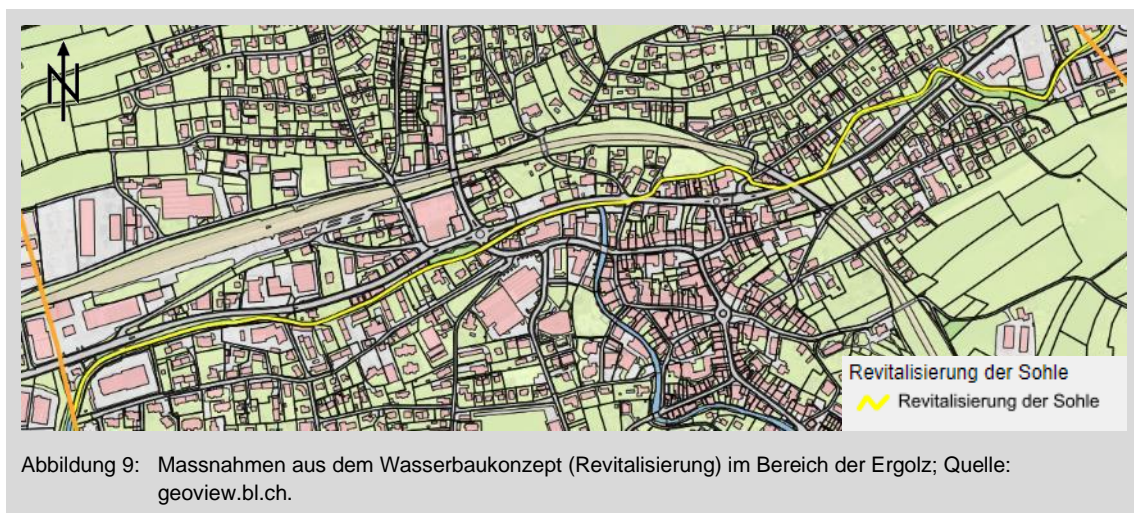 N
Revitalisierung der Sohle
Revitalisierung der Sohle
Abbildung 9: Massnahmen aus dem Wasserbaukonzept (Revitalisierung) im Bereich der Ergolz; Quelle:
geoview.bl.ch.